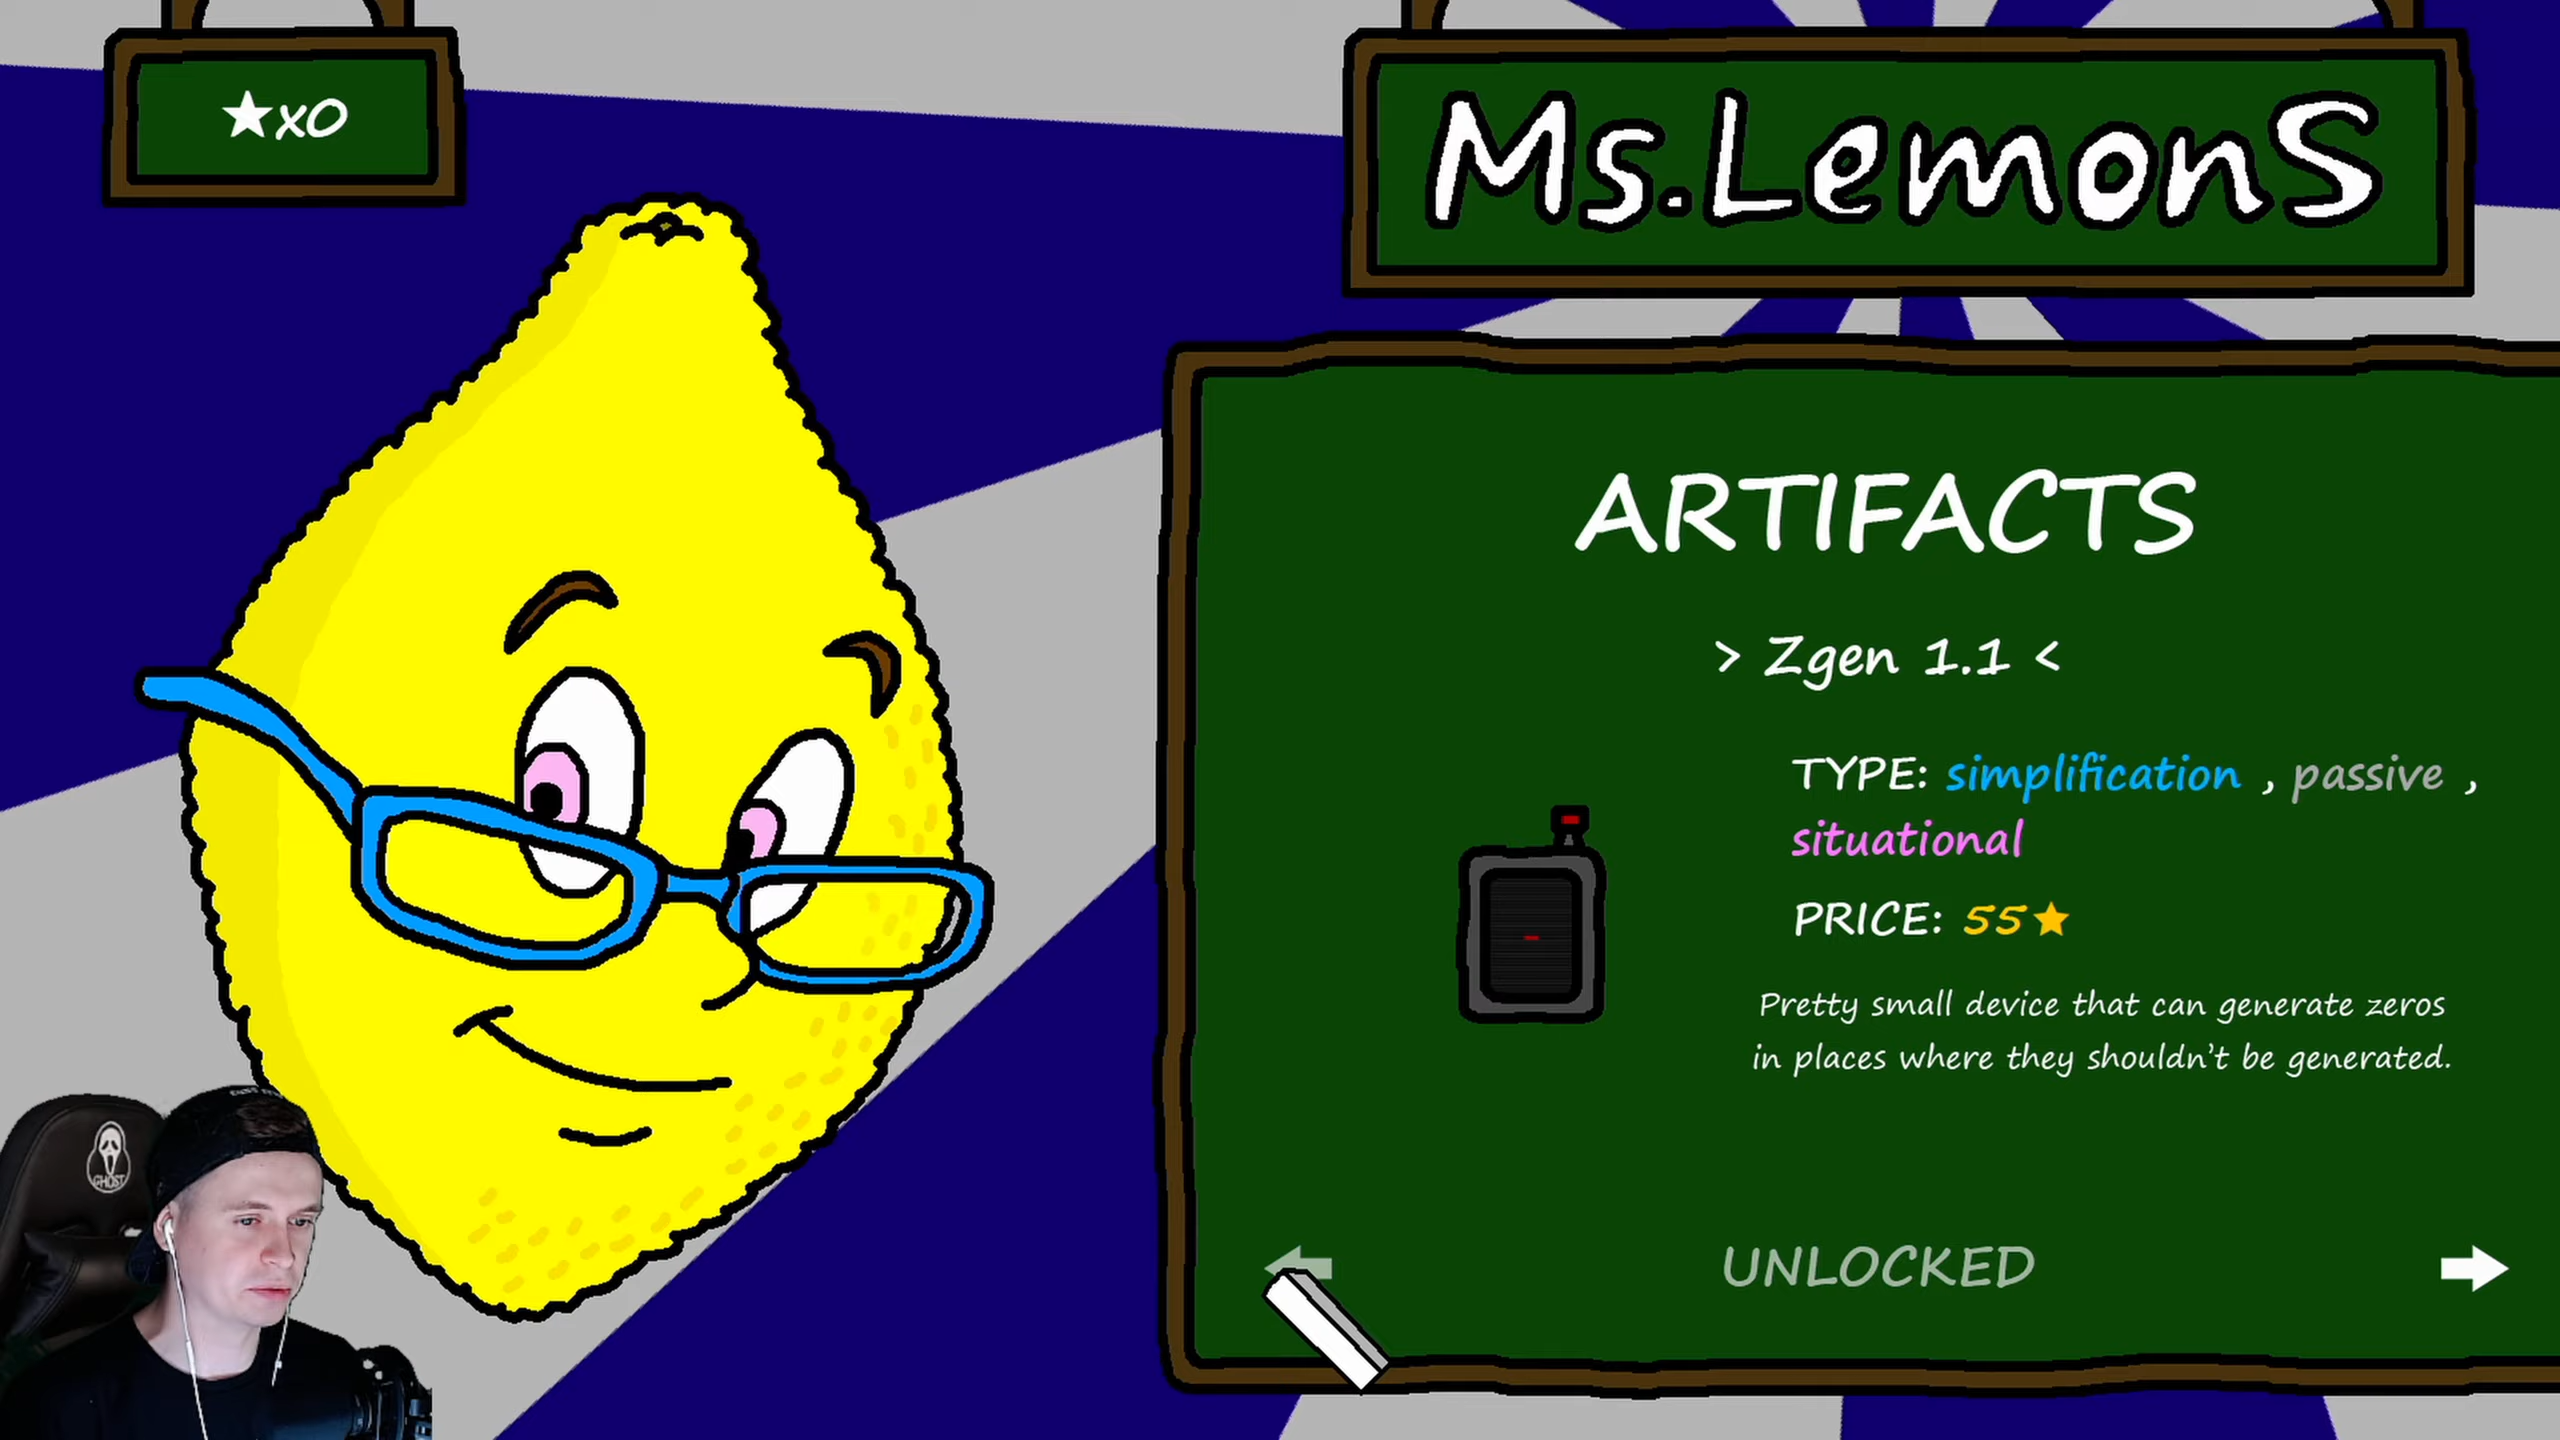 ★x0
Ms.LemonS
ARTIFACTS
> Zgen 1.1 <
TYPE: simplification , passive ,
situational
PRICE: 55★
Pretty small device that can generate zeros
in places where they shouldn't be generated.
UNLOCKED
GHOST